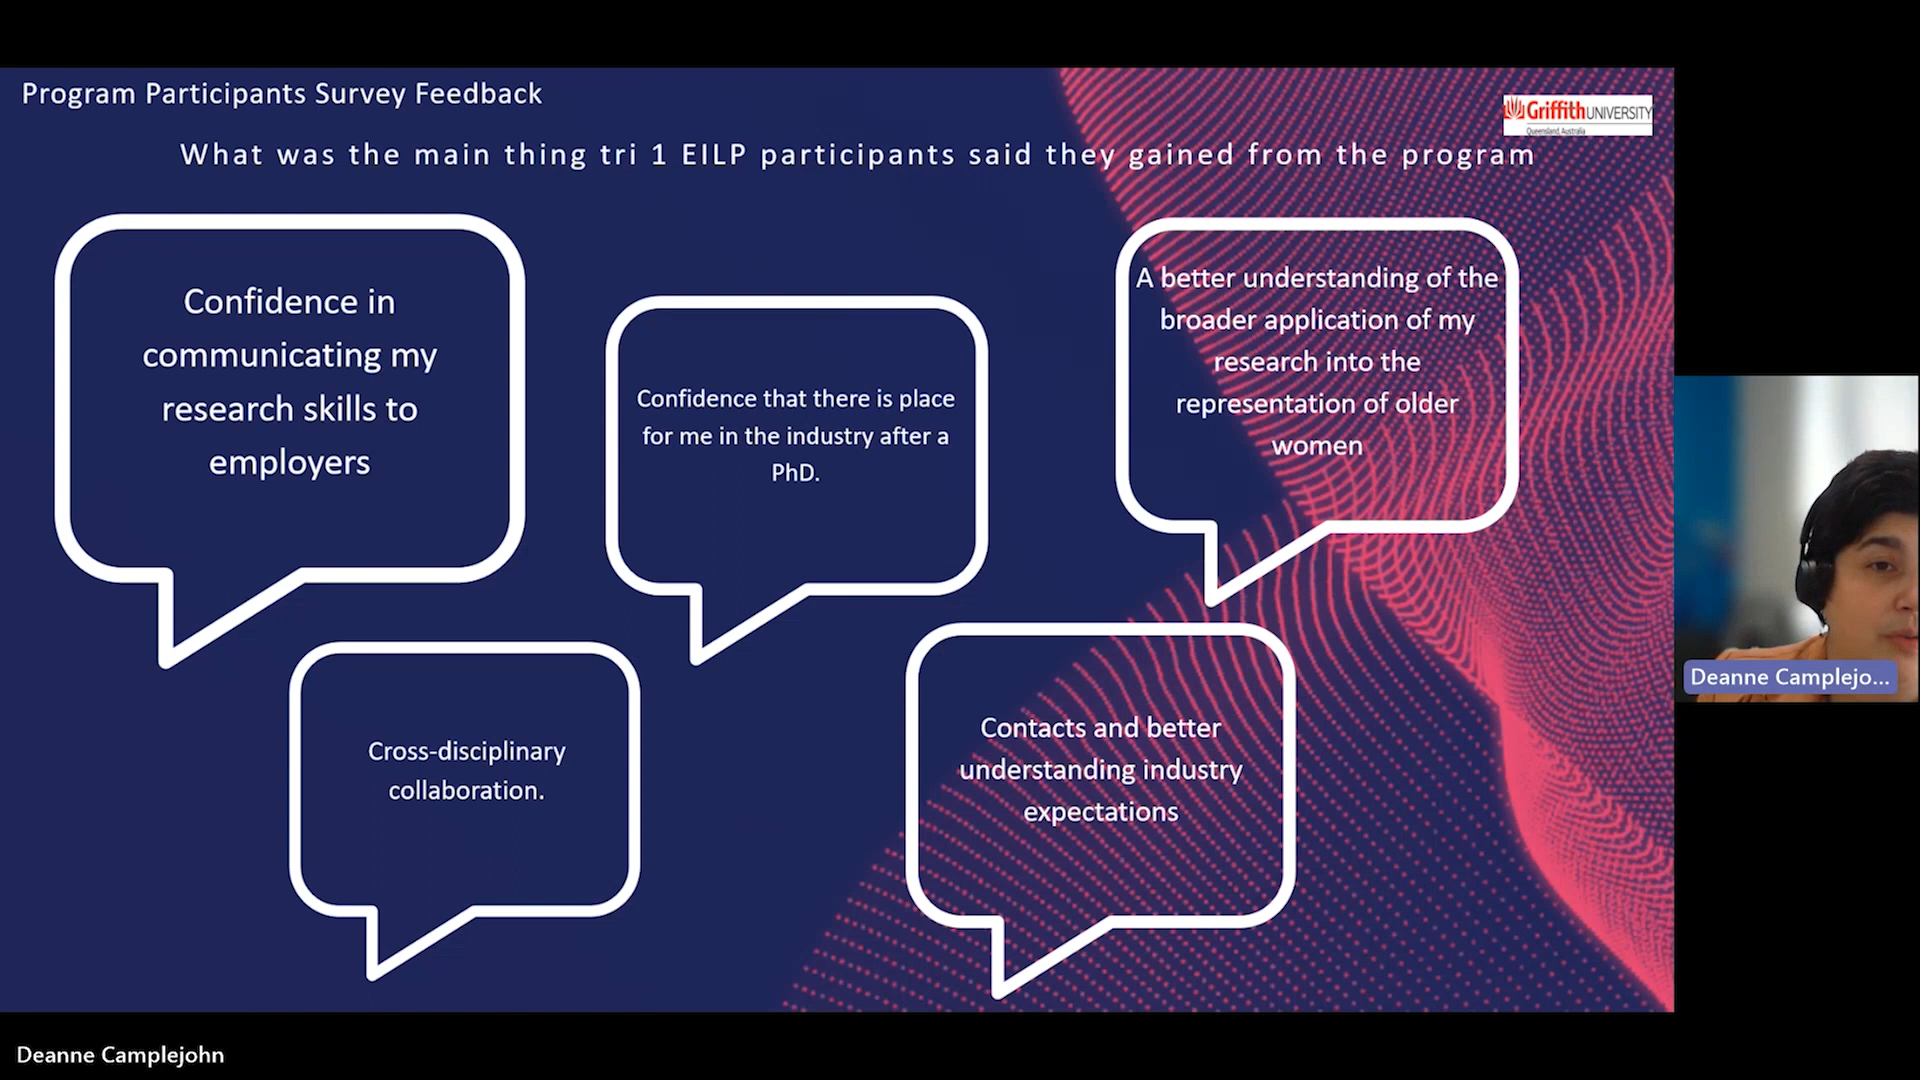 Program Participants Survey Feedback
Griffith UNIVERSITY
Queensland, Australia
What was the main thing tri 1 EILP participants said they gained from the program
Confidence in
communicating my
research skills to
employers
Confidence that there is place
for me in the industry after a
PhD.
A better understanding of the
broader application of my
research into the
representation of older
women
Cross-disciplinary
collaboration.
Contacts and better
understanding industry
expectations
Deanne Camplejo...
Deanne Camplejohn